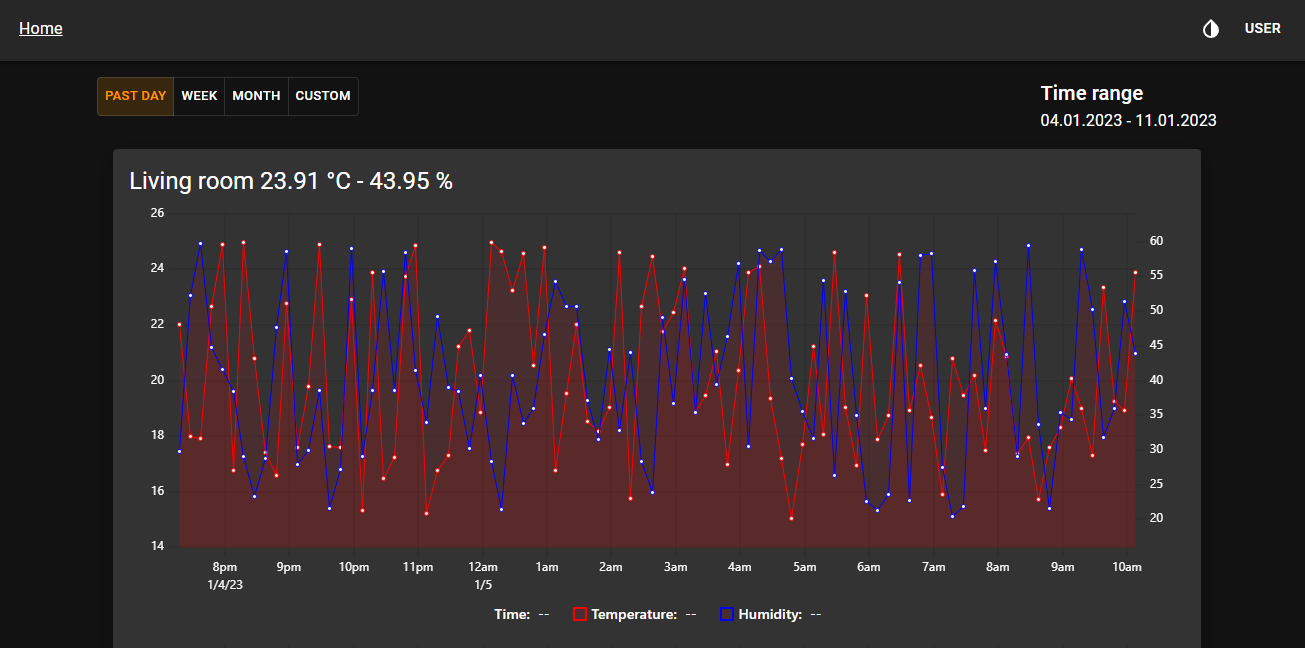 Home
USER
PAST DAY WEEK MONTH CUSTOM
Time range
04.01.2023 - 11.01.2023
Living room 23.91 °C - 43.95 %
26
60
24
55
22
50
45
20
40
35
18
30
16
25
20
14
8pm 9pm 10pm 11pm 12am 1am 2am 3am 4am 5am 6am 7am 8am 9am 10am
1/4/23 1/5
Time: -- Temperature: -- Humidity: --